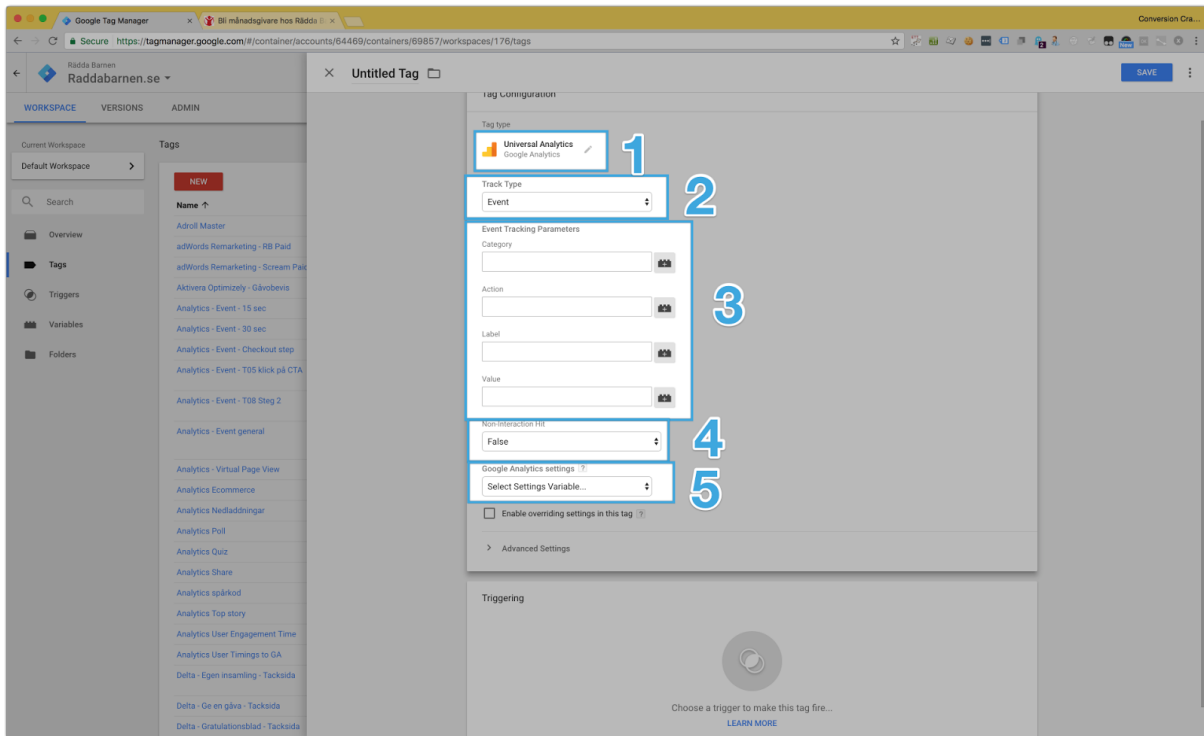 Google Tag Manager
Bli månadsgivare hos Rädda B
Conversion Cra...
Secure https://tagmanager.google.com/#/container/accounts/64469/containers/69857/workspaces/176/tags
New
Rädda Barnen
Raddabarnen.se
Untitled Tag
SAVE
WORKSPACE VERSIONS ADMIN
Current Workspace
Default Workspace
Search
Overview
Tags
Triggers
Variables
Folders
Tags
NEW
Name
Adroll Master
adWords Remarketing - RB Paid
adWords Remarketing - Scream Paid
Aktivera Optimizely - Gåvobevis
Analytics - Event - 15 sec
Analytics - Event - 30 sec
Analytics - Event - Checkout step
Analytics - Event - T05 klick på CTA
Analytics - Event - T08 Steg 2
Analytics - Event general
Analytics - Virtual Page View
Analytics Ecommerce
Analytics Nedladdningar
Analytics Poll
Analytics Quiz
Analytics Share
Analytics spårkod
Analytics Top story
Analytics User Engagement Time
Analytics User Timings to GA
Delta - Egen insamling - Tacksida
Delta - Ge en gåva - Tacksida
Delta - Gratulationsblad - Tacksida
Tag Configuration
Tag type
Universal Analytics
Google Analytics
1
Track Type
Event
2
Event Tracking Parameters
Category
Action
Label
Value
3
Non-Interaction Hit
False
4
Google Analytics settings ?
Select Settings Variable...
5
Enable overriding settings in this tag ?
Advanced Settings
Triggering
Choose a trigger to make this tag fire...
LEARN MORE